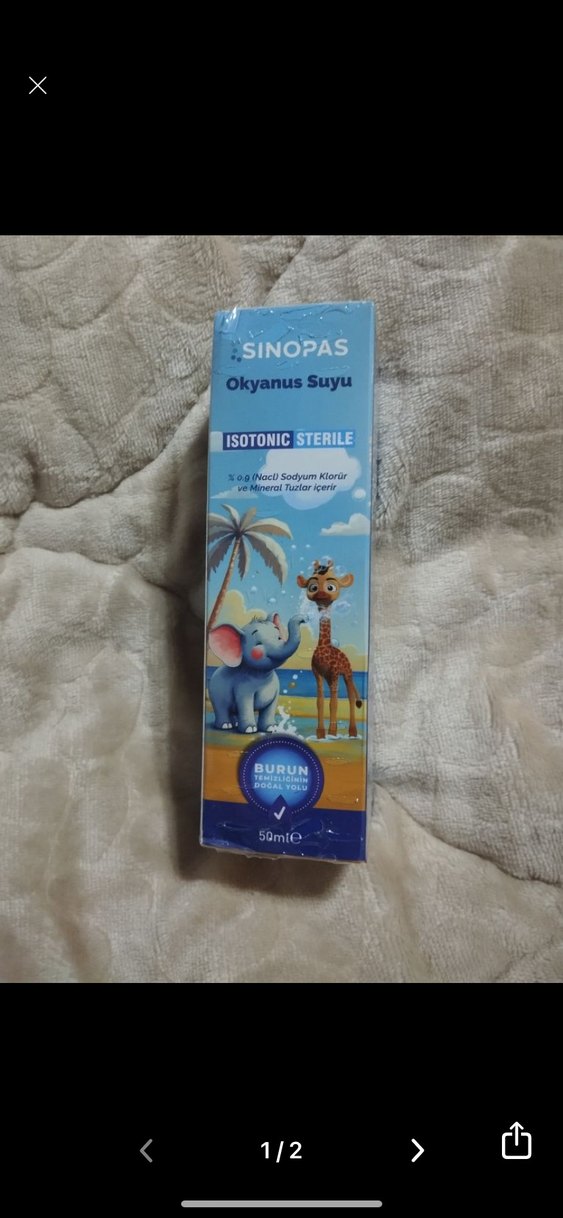 SINOPAS
Okyanus Suyu
ISOTONIC STERILE
% 0.9 (Nacl) Sodyum Klorür
ve Mineral Tuzlar içerir
BURUN
TEMİZLİĞİNİN
DOĞAL YOLU
50ml℮
1/2